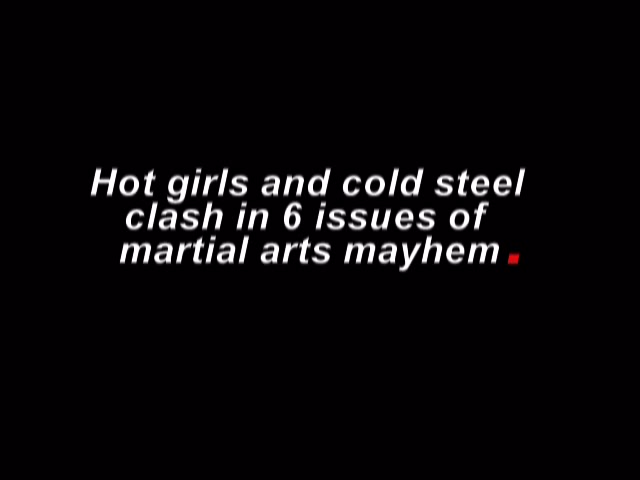 Hot girls and cold steel
clash in 6 issues of
martial arts mayhem.